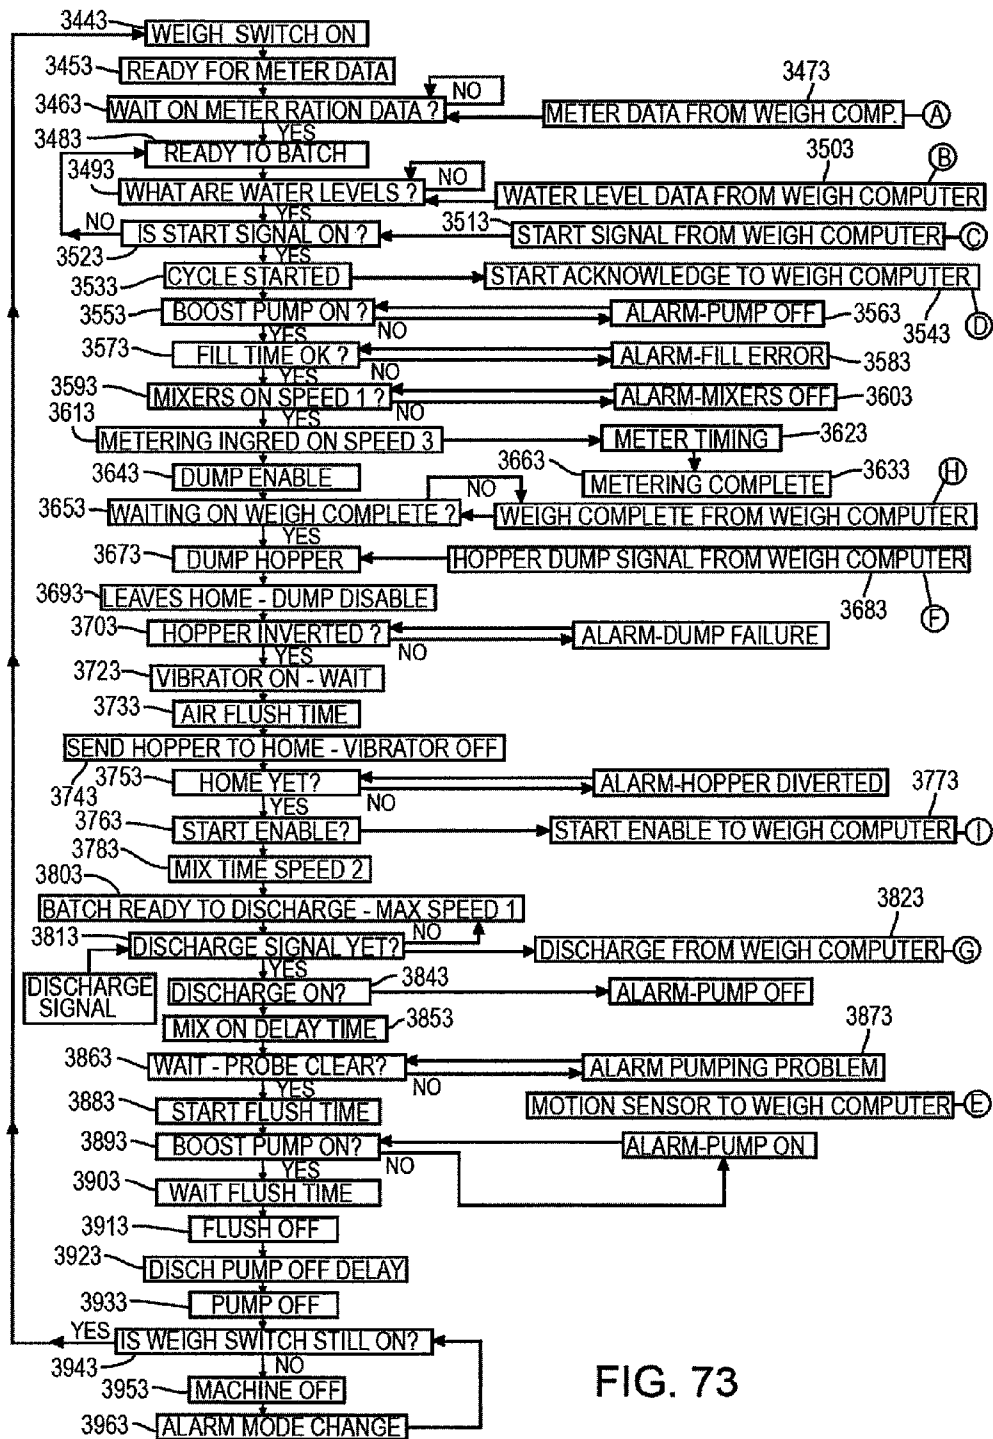 3443
WEIGH SWITCH ON
3453
READY FOR METER DATA
NO
3473
3463
WAIT ON METER RATION DATA ?
METER DATA FROM WEIGH COMP.
A
YES
3483
READY TO BATCH
B
3493
NO
3503
WHAT ARE WATER LEVELS ?
WATER LEVEL DATA FROM WEIGH COMPUTER
YES
NO
3513
IS START SIGNAL ON ?
START SIGNAL FROM WEIGH COMPUTER
C
3523
YES
3533
CYCLE STARTED
START ACKNOWLEDGE TO WEIGH COMPUTER
3553
BOOST PUMP ON ?
NO
ALARM-PUMP OFF
3563
3543
D
YES
3573
FILL TIME OK ?
NO
ALARM-FILL ERROR
3583
YES
3593
MIXERS ON SPEED 1 ?
NO
ALARM-MIXERS OFF
3603
3613
YES
METERING INGRED ON SPEED 3
METER TIMING
3623
3643
DUMP ENABLE
3663
METERING COMPLETE
3633
H
NO
3653
WAITING ON WEIGH COMPLETE ?
WEIGH COMPLETE FROM WEIGH COMPUTER
YES
3673
DUMP HOPPER
HOPPER DUMP SIGNAL FROM WEIGH COMPUTER
3693
LEAVES HOME - DUMP DISABLE
3683
F
3703
HOPPER INVERTED ?
NO
ALARM-DUMP FAILURE
YES
3723
VIBRATOR ON - WAIT
3733
AIR FLUSH TIME
SEND HOPPER TO HOME - VIBRATOR OFF
3753
HOME YET?
ALARM-HOPPER DIVERTED
3743
YES
NO
3773
3763
START ENABLE?
START ENABLE TO WEIGH COMPUTER
I
3783
MIX TIME SPEED 2
3803
BATCH READY TO DISCHARGE - MAX SPEED 1
3823
3813
NO
DISCHARGE SIGNAL YET?
DISCHARGE FROM WEIGH COMPUTER
G
YES
DISCHARGE
SIGNAL
DISCHARGE ON?
3843
ALARM-PUMP OFF
MIX ON DELAY TIME
3853
3873
3863
WAIT - PROBE CLEAR?
NO
ALARM PUMPING PROBLEM
YES
3883
START FLUSH TIME
MOTION SENSOR TO WEIGH COMPUTER
E
3893
BOOST PUMP ON?
ALARM-PUMP ON
YES
NO
3903
WAIT FLUSH TIME
3913
FLUSH OFF
3923
DISCH PUMP OFF DELAY
3933
PUMP OFF
YES
IS WEIGH SWITCH STILL ON?
3943
NO
3953
MACHINE OFF
3963
ALARM MODE CHANGE
FIG. 73